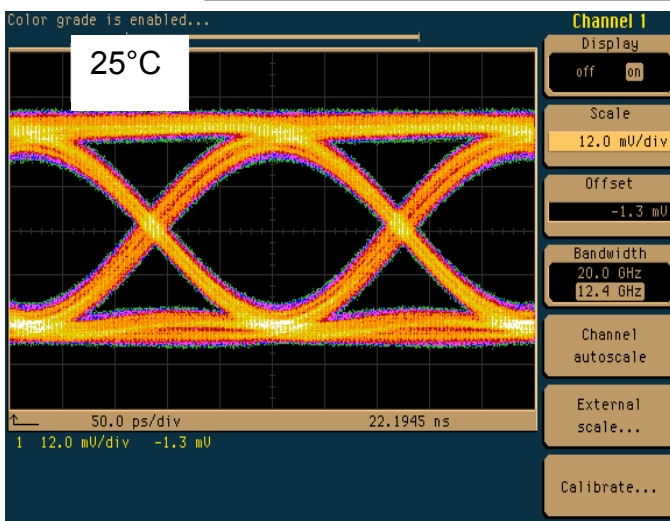 Color grade is enabled...
25°C
50.0 ps/div 22.1945 ns
1 12.0 mV/div -1.3 mV
Channel 1
Display
off on
Scale
12.0 mV/div
Offset
-1.3 mV
Bandwidth
20.0 GHz
12.4 GHz
Channel
autoscale
External
scale...
Calibrate...